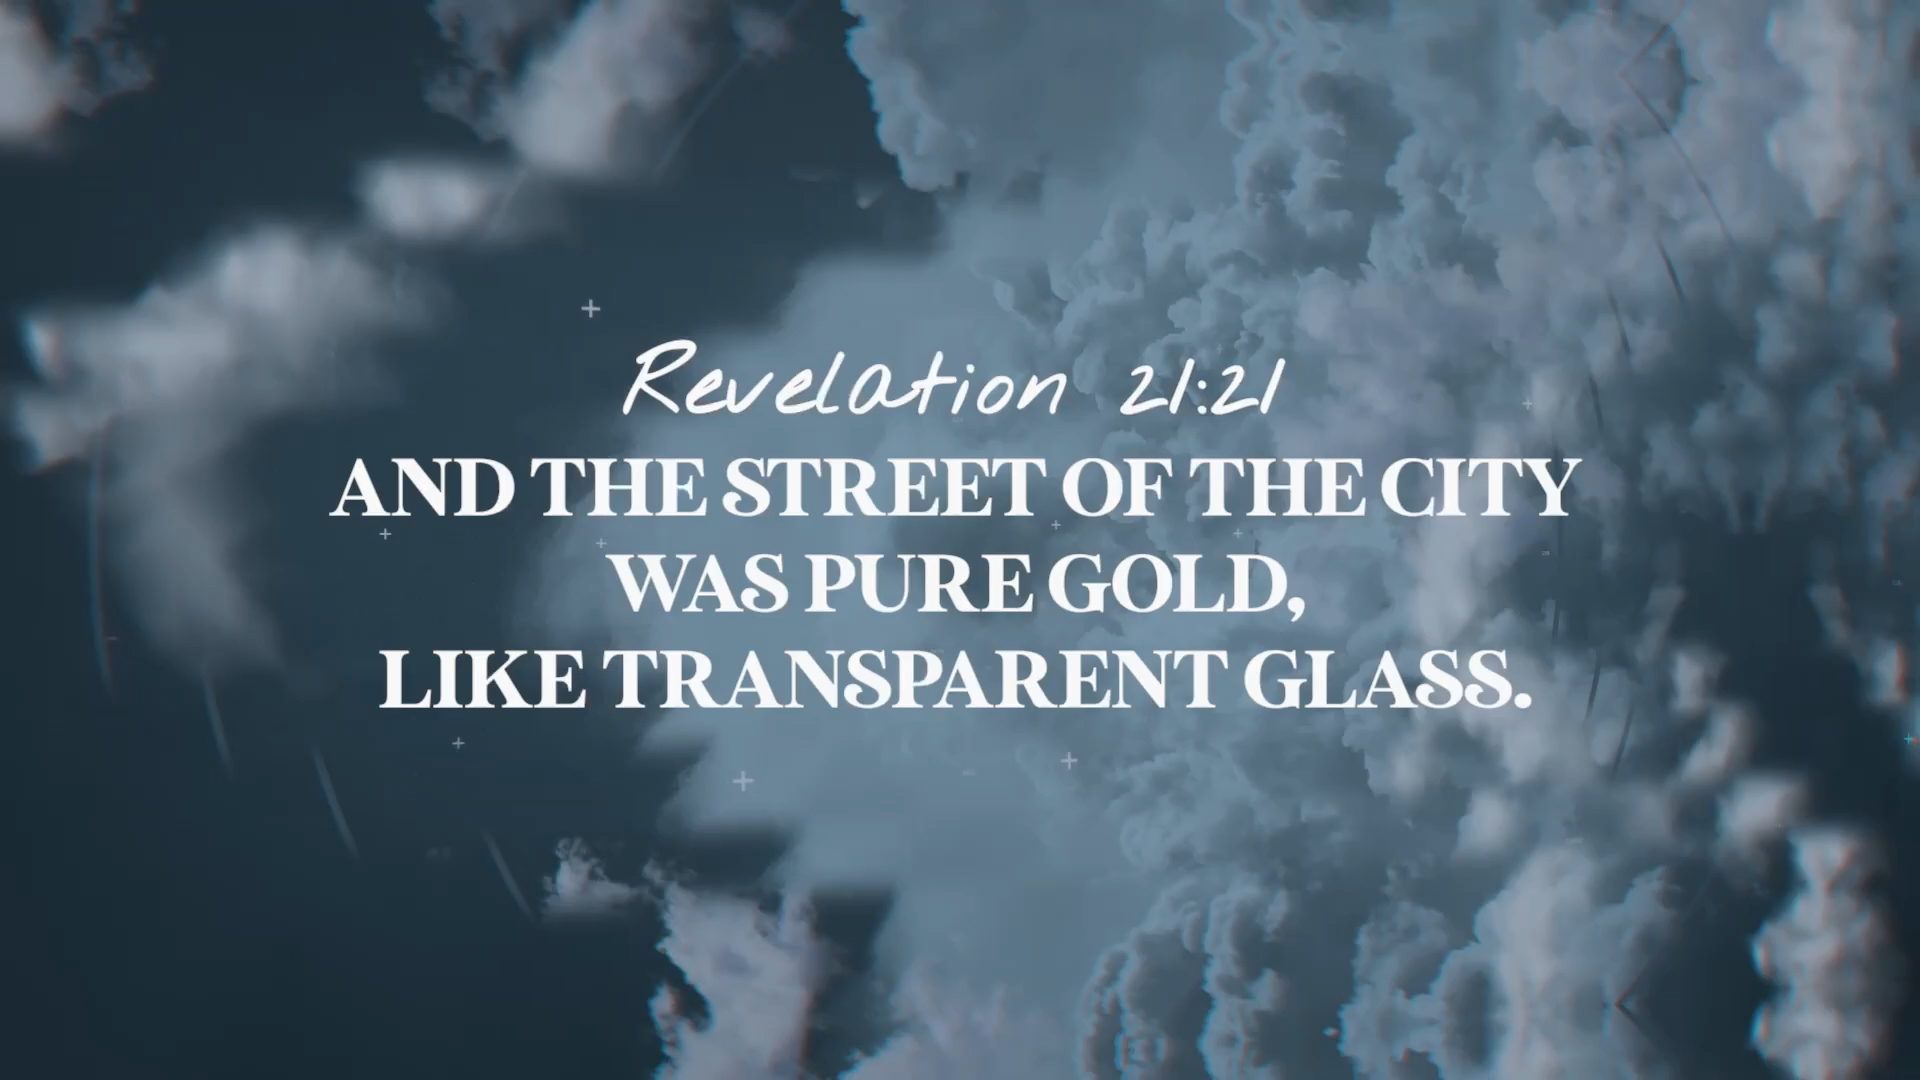 Revelation 21:21
AND THE STREET OF THE CITY
WAS PURE GOLD,
LIKE TRANSPARENT GLASS.